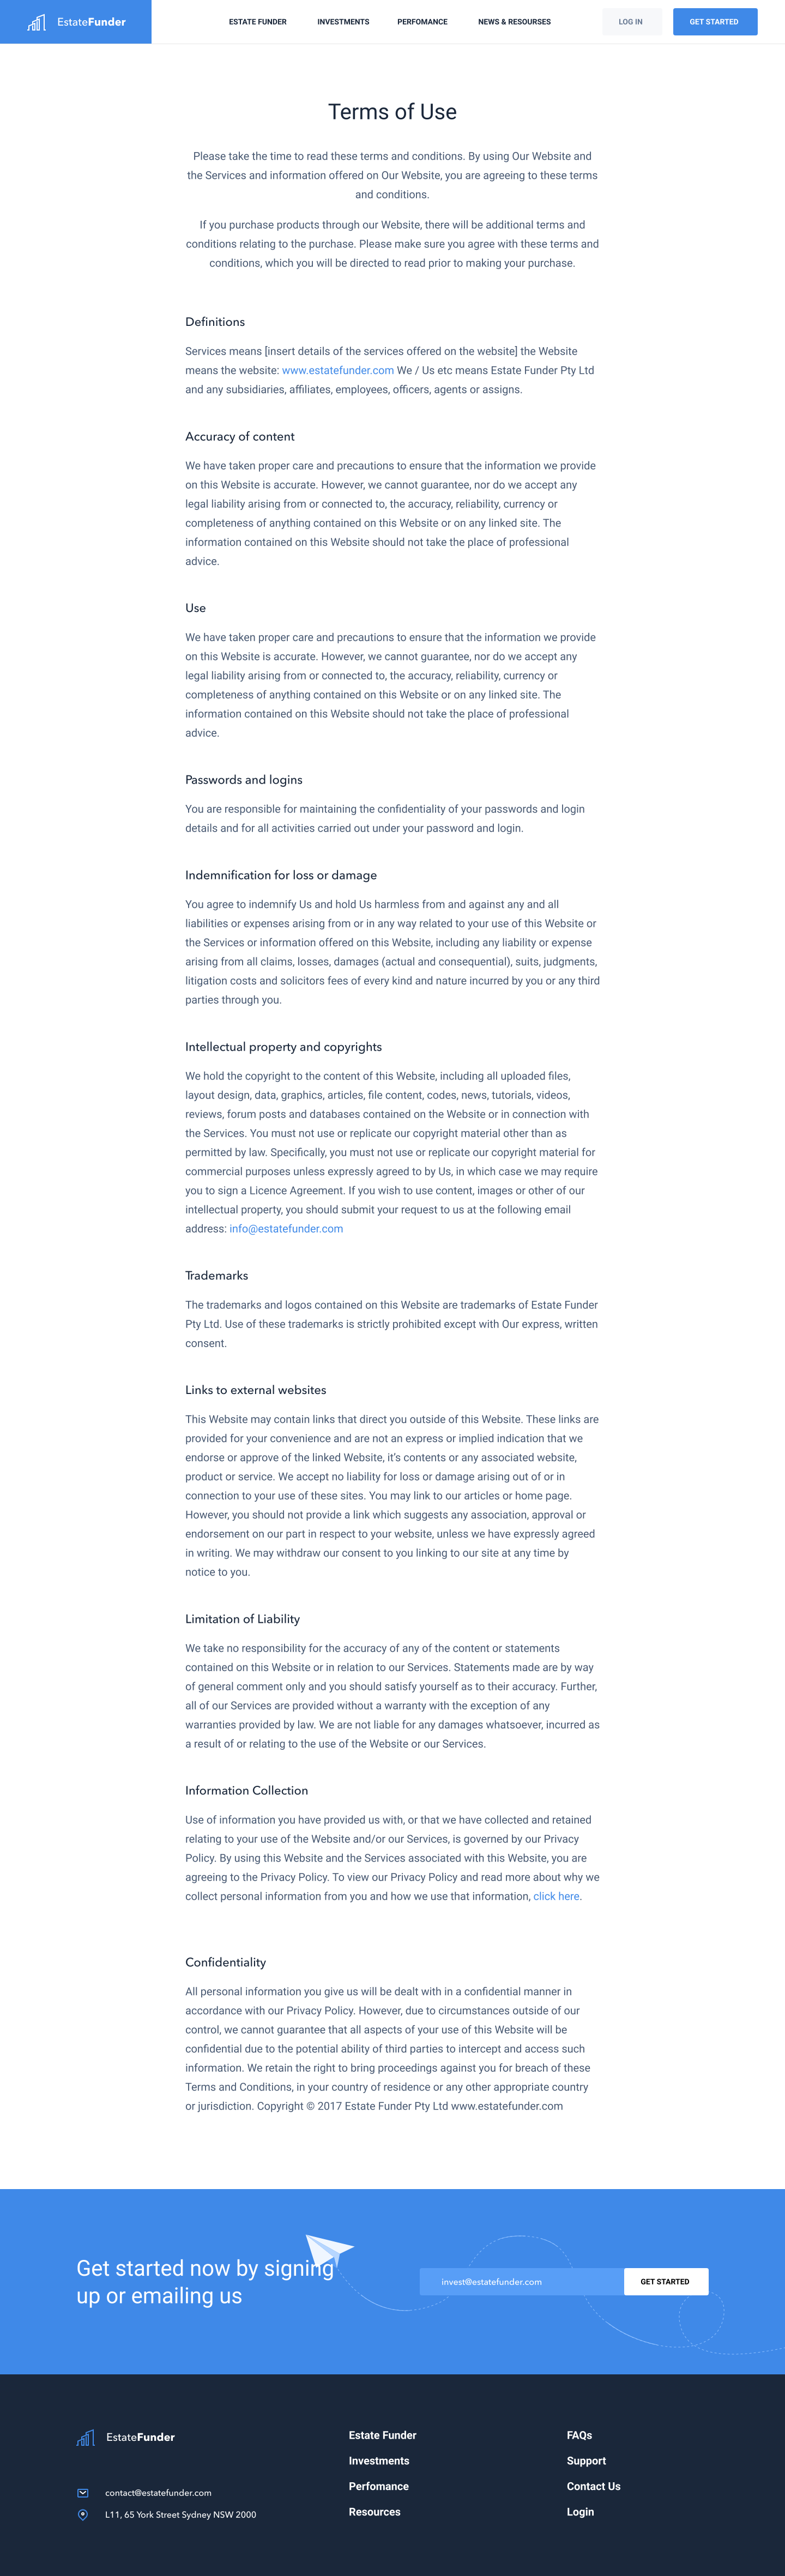 EstateFunder
ESTATE FUNDER
INVESTMENTS
PERFOMANCE
NEWS & RESOURSES
LOG IN
GET STARTED
Terms of Use
Please take the time to read these terms and conditions. By using Our Website and
the Services and information offered on Our Website, you are agreeing to these terms
and conditions.
If you purchase products through our Website, there will be additional terms and
conditions relating to the purchase. Please make sure you agree with these terms and
conditions, which you will be directed to read prior to making your purchase.
Definitions
Services means [insert details of the services offered on the website] the Website
means the website: www.estatefunder.com We / Us etc means Estate Funder Pty Ltd
and any subsidiaries, affiliates, employees, officers, agents or assigns.
Accuracy of content
We have taken proper care and precautions to ensure that the information we provide
on this Website is accurate. However, we cannot guarantee, nor do we accept any
legal liability arising from or connected to, the accuracy, reliability, currency or
completeness of anything contained on this Website or on any linked site. The
information contained on this Website should not take the place of professional
advice.
Use
We have taken proper care and precautions to ensure that the information we provide
on this Website is accurate. However, we cannot guarantee, nor do we accept any
legal liability arising from or connected to, the accuracy, reliability, currency or
completeness of anything contained on this Website or on any linked site. The
information contained on this Website should not take the place of professional
advice.
Passwords and logins
You are responsible for maintaining the confidentiality of your passwords and login
details and for all activities carried out under your password and login.
Indemnification for loss or damage
You agree to indemnify Us and hold Us harmless from and against any and all
liabilities or expenses arising from or in any way related to your use of this Website or
the Services or information offered on this Website, including any liability or expense
arising from all claims, losses, damages (actual and consequential), suits, judgments,
litigation costs and solicitors fees of every kind and nature incurred by you or any third
parties through you.
Intellectual property and copyrights
We hold the copyright to the content of this Website, including all uploaded files,
layout design, data, graphics, articles, file content, codes, news, tutorials, videos,
reviews, forum posts and databases contained on the Website or in connection with
the Services. You must not use or replicate our copyright material other than as
permitted by law. Specifically, you must not use or replicate our copyright material for
commercial purposes unless expressly agreed to by Us, in which case we may require
you to sign a Licence Agreement. If you wish to use content, images or other of our
intellectual property, you should submit your request to us at the following email
address: info@estatefunder.com
Trademarks
The trademarks and logos contained on this Website are trademarks of Estate Funder
Pty Ltd. Use of these trademarks is strictly prohibited except with Our express, written
consent.
Links to external websites
This Website may contain links that direct you outside of this Website. These links are
provided for your convenience and are not an express or implied indication that we
endorse or approve of the linked Website, it's contents or any associated website,
product or service. We accept no liability for loss or damage arising out of or in
connection to your use of these sites. You may link to our articles or home page.
However, you should not provide a link which suggests any association, approval or
endorsement on our part in respect to your website, unless we have expressly agreed
in writing. We may withdraw our consent to you linking to our site at any time by
notice to you.
Limitation of Liability
We take no responsibility for the accuracy of any of the content or statements
contained on this Website or in relation to our Services. Statements made are by way
of general comment only and you should satisfy yourself as to their accuracy. Further,
all of our Services are provided without a warranty with the exception of any
warranties provided by law. We are not liable for any damages whatsoever, incurred as
a result of or relating to the use of the Website or our Services.
Information Collection
Use of information you have provided us with, or that we have collected and retained
relating to your use of the Website and/or our Services, is governed by our Privacy
Policy. By using this Website and the Services associated with this Website, you are
agreeing to the Privacy Policy. To view our Privacy Policy and read more about why we
collect personal information from you and how we use that information, click here.
Confidentiality
All personal information you give us will be dealt with in a confidential manner in
accordance with our Privacy Policy. However, due to circumstances outside of our
control, we cannot guarantee that all aspects of your use of this Website will be
confidential due to the potential ability of third parties to intercept and access such
information. We retain the right to bring proceedings against you for breach of these
Terms and Conditions, in your country of residence or any other appropriate country
or jurisdiction. Copyright © 2017 Estate Funder Pty Ltd www.estatefunder.com
Get started now by signing
up or emailing us
invest@estatefunder.com
GET STARTED
EstateFunder
contact@estatefunder.com
L11, 65 York Street Sydney NSW 2000
Estate Funder
Investments
Perfomance
Resources
FAQs
Support
Contact Us
Login